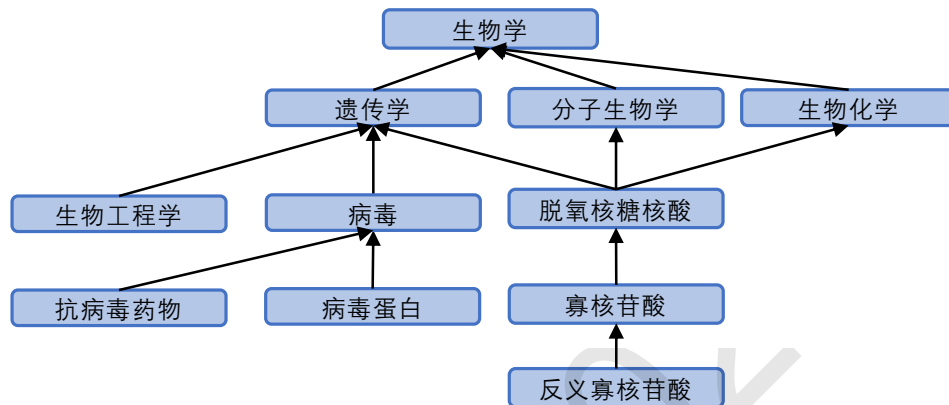 生物学
遗传学
分子生物学
生物化学
生物工程学
病毒
脱氧核糖核酸
抗病毒药物
病毒蛋白
寡核苷酸
反义寡核苷酸